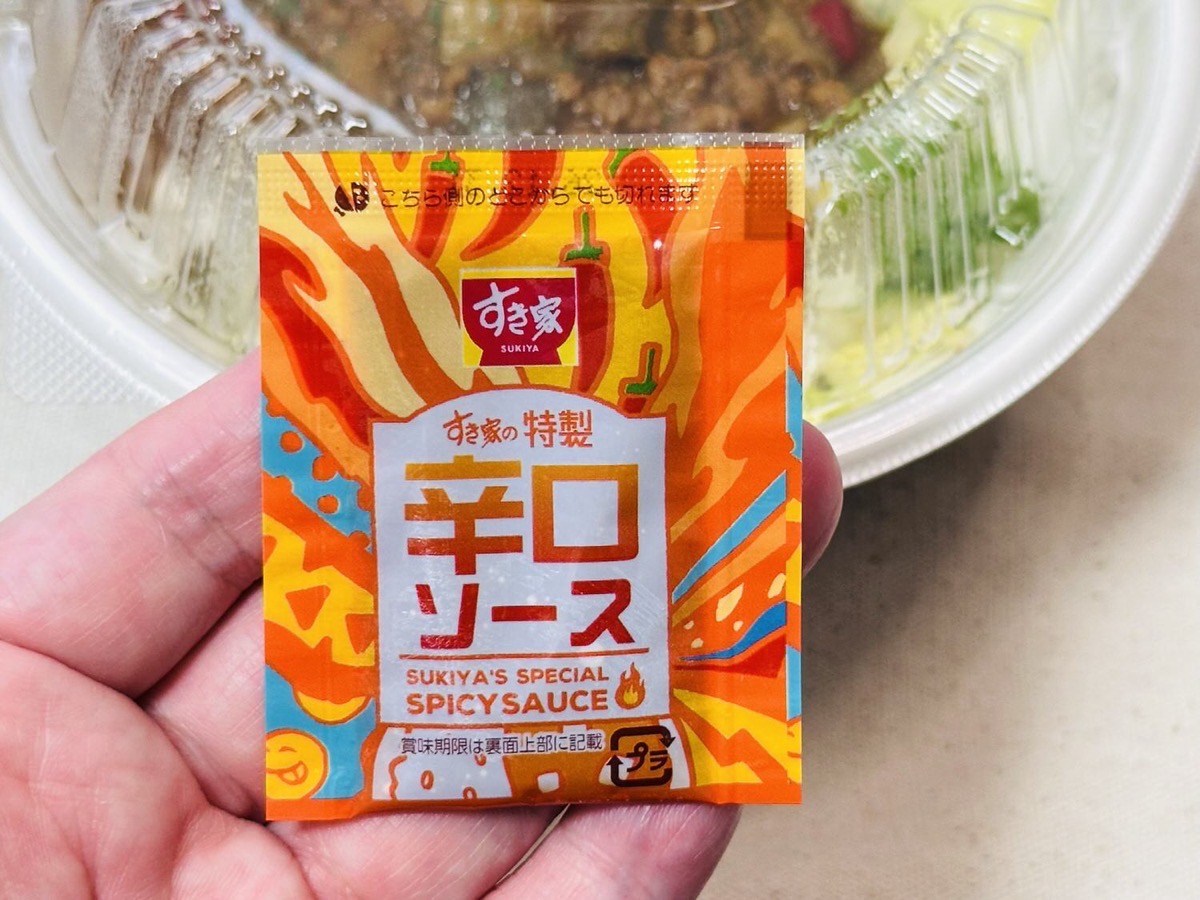 こちら側のどこからでも切れます
すき家
SUKIYA
すき家の特製
辛口
ソース
SUKIYA'S SPECIAL
SPICY SAUCE
賞味期限は裏面上部に記載
プラ